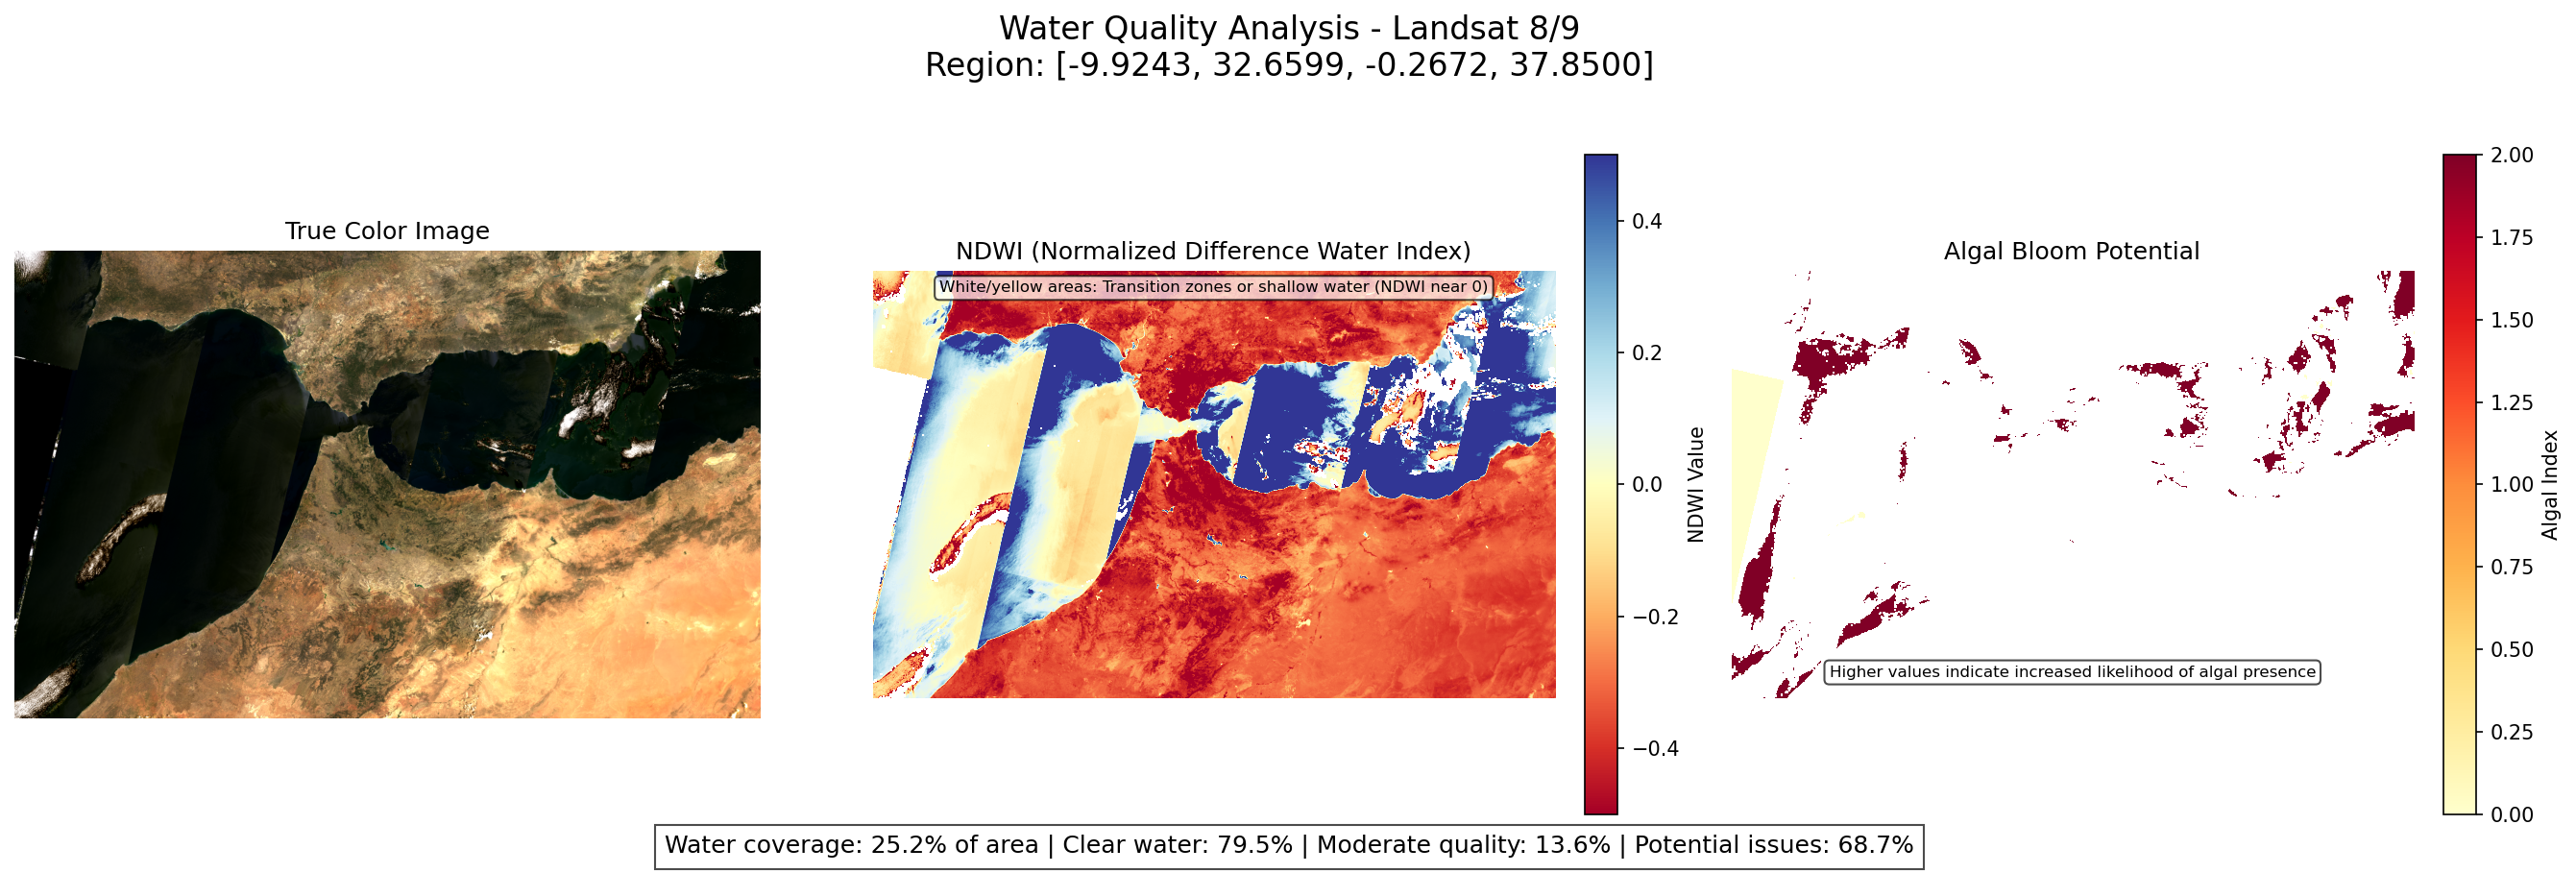 Water Quality Analysis - Landsat 8/9
Region: [-9.9243, 32.6599, -0.2672, 37.8500]
True Color Image
NDWI (Normalized Difference Water Index)
White/yellow areas: Transition zones or shallow water (NDWI near 0)
0.4
0.2
0.0
−0.2
−0.4
NDWI Value
Algal Bloom Potential
Higher values indicate increased likelihood of algal presence
2.00
1.75
1.50
1.25
1.00
0.75
0.50
0.25
0.00
Algal Index
Water coverage: 25.2% of area | Clear water: 79.5% | Moderate quality: 13.6% | Potential issues: 68.7%